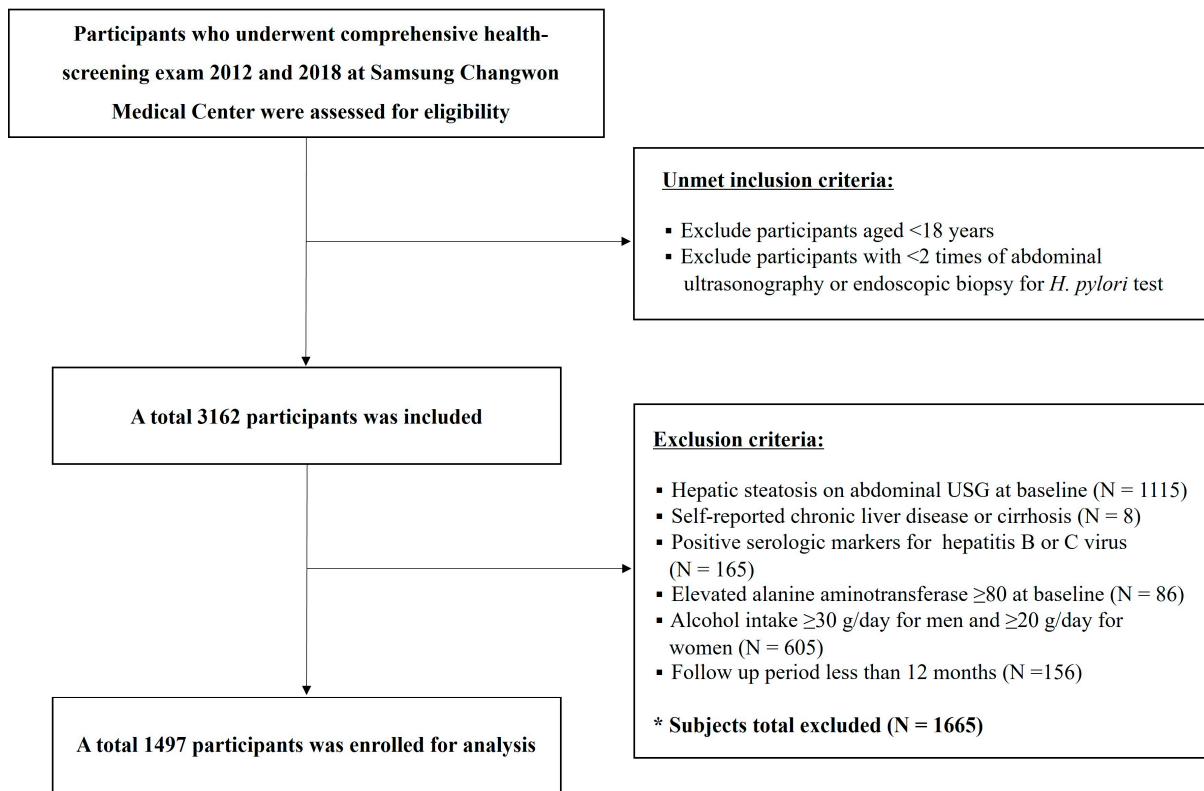 Participants who underwent comprehensive health-
screening exam 2012 and 2018 at Samsung Changwon
Medical Center were assessed for eligibility
Unmet inclusion criteria:
▪ Exclude participants aged <18 years
▪ Exclude participants with <2 times of abdominal
ultrasonography or endoscopic biopsy for H. pylori test
A total 3162 participants was included
Exclusion criteria:
▪ Hepatic steatosis on abdominal USG at baseline (N = 1115)
▪ Self-reported chronic liver disease or cirrhosis (N = 8)
▪ Positive serologic markers for hepatitis B or C virus
(N = 165)
▪ Elevated alanine aminotransferase ≥80 at baseline (N = 86)
▪ Alcohol intake ≥30 g/day for men and ≥20 g/day for
women (N = 605)
▪ Follow up period less than 12 months (N =156)
* Subjects total excluded (N = 1665)
A total 1497 participants was enrolled for analysis